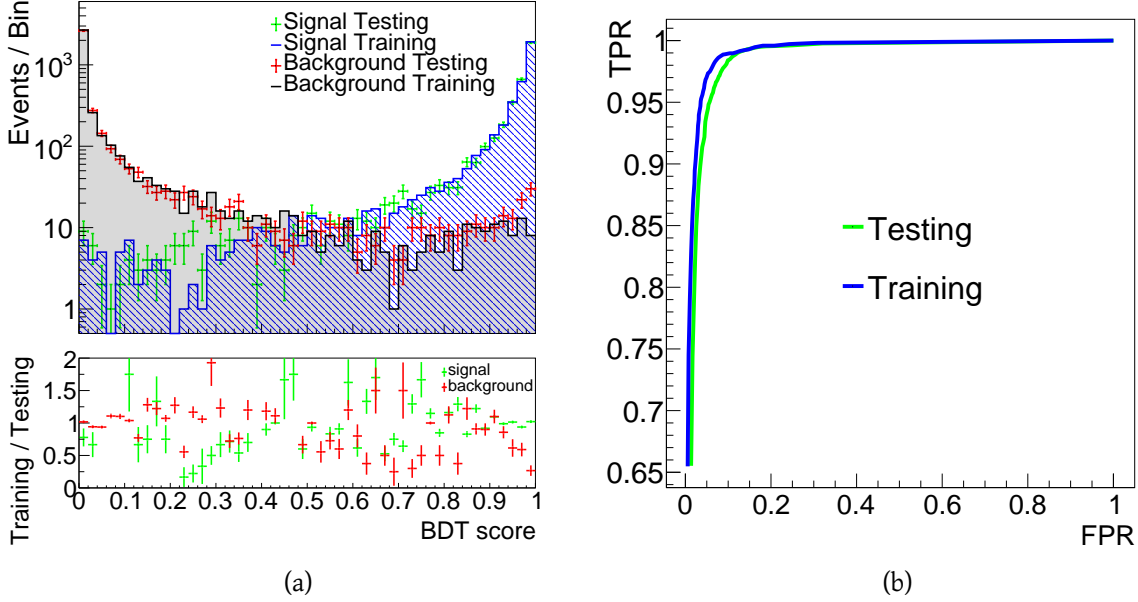 Events / Bin
10³
10²
10
1
Signal Testing
Signal Training
Background Testing
Background Training
Training / Testing
2
1.5
1
0.5
0
signal
background
0 0.1 0.2 0.3 0.4 0.5 0.6 0.7 0.8 0.9 1
BDT score
(a)
TPR
1
0.95
0.9
0.85
0.8
0.75
0.7
0.65
Testing
Training
0 0.2 0.4 0.6 0.8 1
FPR
(b)